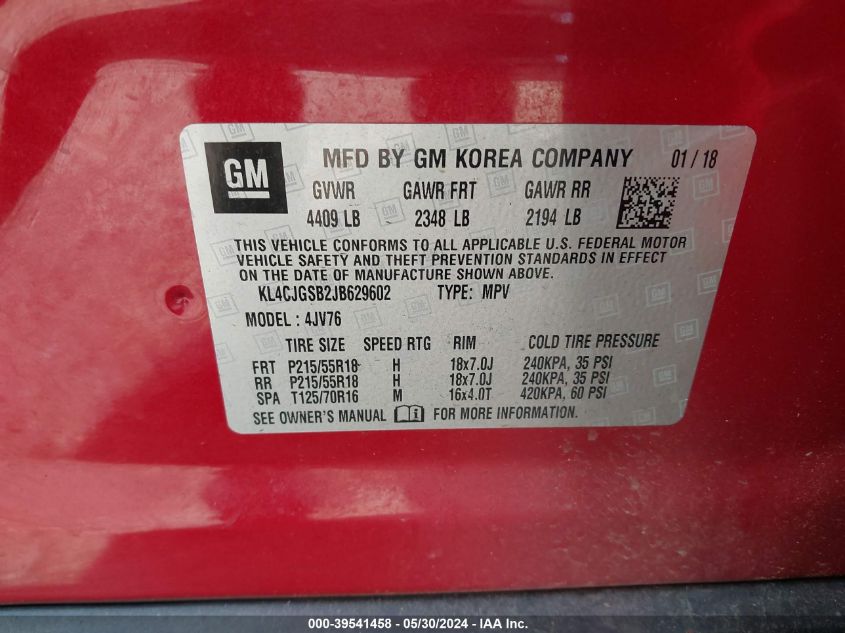 GM
MFD BY GM KOREA COMPANY 01 / 18
GVWR GAWR FRT GAWR RR
4409 LB 2348 LB 2194 LB
THIS VEHICLE CONFORMS TO ALL APPLICABLE U.S. FEDERAL MOTOR
VEHICLE SAFETY AND THEFT PREVENTION STANDARDS IN EFFECT
ON THE DATE OF MANUFACTURE SHOWN ABOVE.
KL4CJGSB2JB629602 TYPE: MPV
MODEL : 4JV76
TIRE SIZE SPEED RTG RIM COLD TIRE PRESSURE
FRT P215/55R18 H 18x7.0J 240KPA, 35 PSI
RR P215/55R18 H 18x7.0J 240KPA, 35 PSI
SPA T125/70R16 M 16x4.0T 420KPA, 60 PSI
SEE OWNER'S MANUAL FOR MORE INFORMATION.
000-39541458 - 05/30/2024 - IAA Inc.